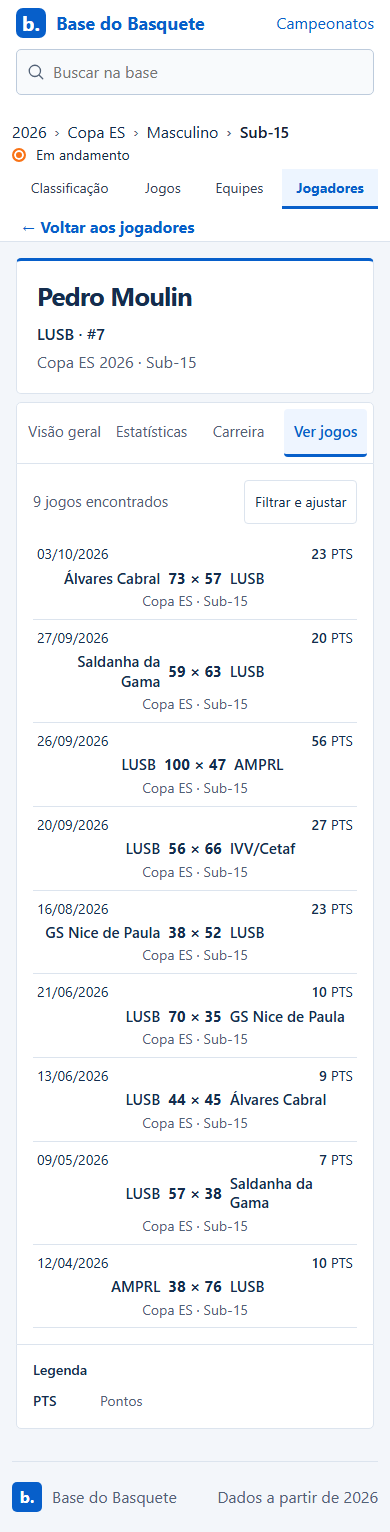 b. Base do Basquete Campeonatos
Buscar na base
2026 › Copa ES › Masculino › Sub-15
Em andamento
Classificação Jogos Equipes Jogadores
← Voltar aos jogadores
Pedro Moulin
LUSB · #7
Copa ES 2026 · Sub-15
Visão geral Estatísticas Carreira Ver jogos
9 jogos encontrados Filtrar e ajustar
03/10/2026 23 PTS
Álvares Cabral 73 × 57 LUSB
Copa ES · Sub-15
27/09/2026 20 PTS
Saldanha da
Gama 59 × 63 LUSB
Copa ES · Sub-15
26/09/2026 56 PTS
LUSB 100 × 47 AMPRL
Copa ES · Sub-15
20/09/2026 27 PTS
LUSB 56 × 66 IVV/Cetaf
Copa ES · Sub-15
16/08/2026 23 PTS
GS Nice de Paula 38 × 52 LUSB
Copa ES · Sub-15
21/06/2026 10 PTS
LUSB 70 × 35 GS Nice de Paula
Copa ES · Sub-15
13/06/2026 9 PTS
LUSB 44 × 45 Álvares Cabral
Copa ES · Sub-15
09/05/2026 7 PTS
LUSB 57 × 38 Saldanha da
Gama
Copa ES · Sub-15
12/04/2026 10 PTS
AMPRL 38 × 76 LUSB
Copa ES · Sub-15
Legenda
PTS Pontos
b. Base do Basquete Dados a partir de 2026